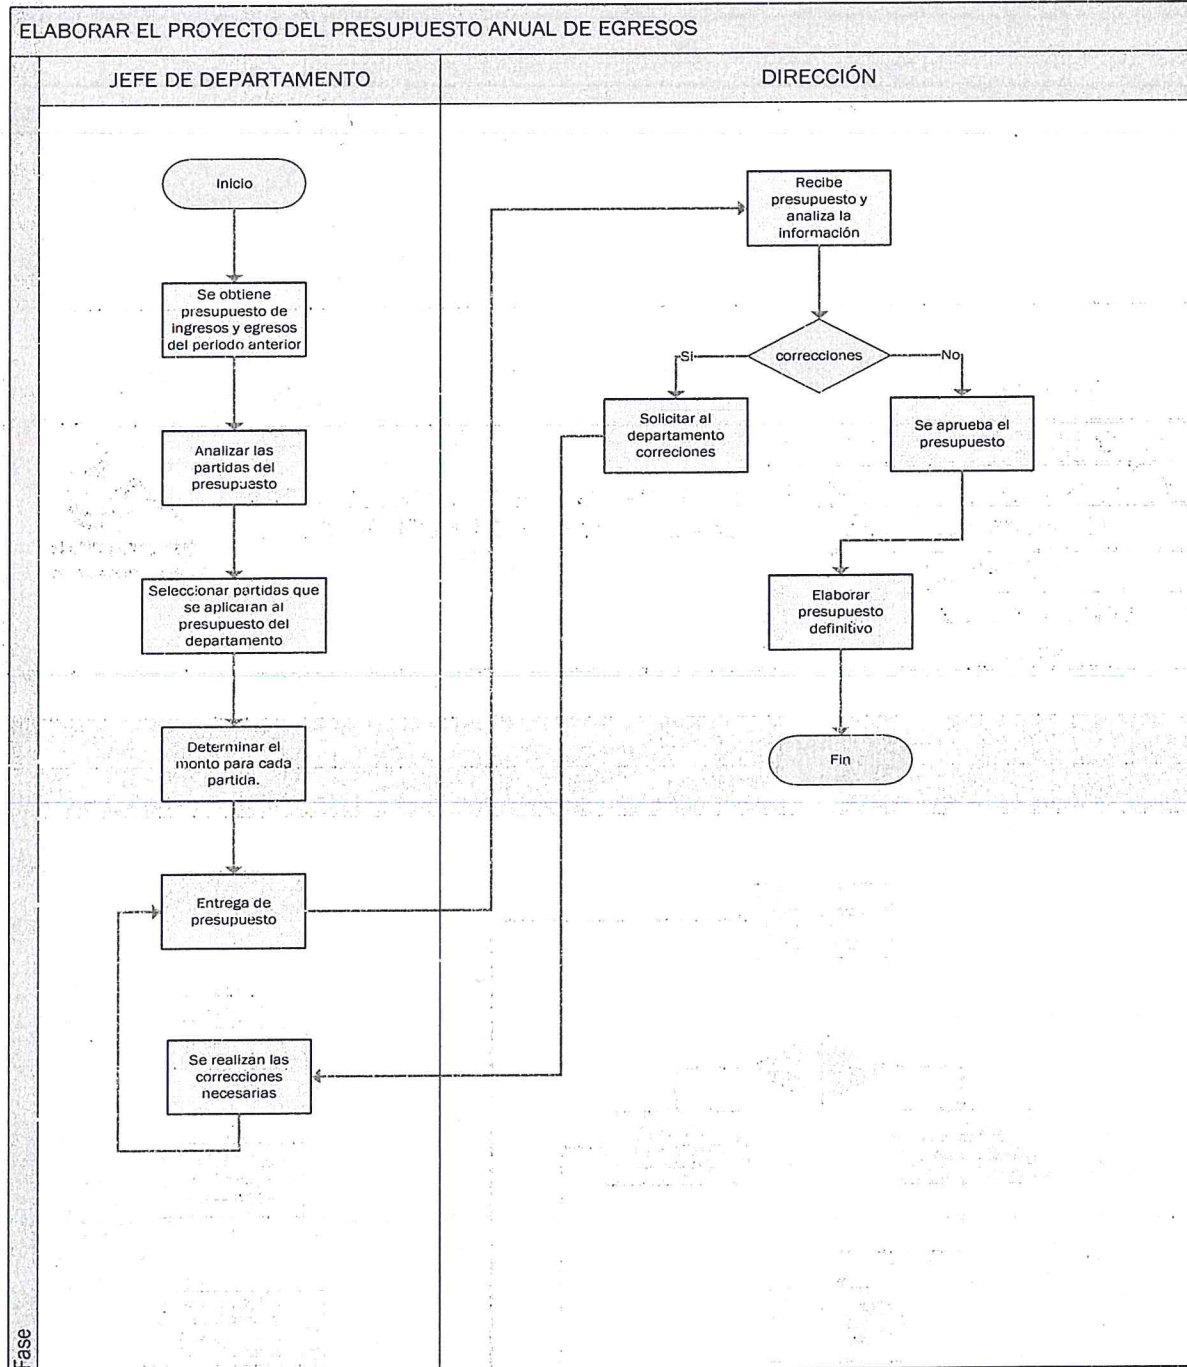 ELABORAR EL PROYECTO DEL PRESUPUESTO ANUAL DE EGRESOS
JEFE DE DEPARTAMENTO
DIRECCIÓN
Inicio
Se obtiene
presupuesto de
ingresos y egresos
del periodo anterior
Analizar las
partidas del
presupuesto
Seleccionar partidas que
se aplicaran al
presupuesto del
departamento
Determinar el
monto para cada
partida.
Entrega de
presupuesto
Se realizan las
correcciones
necesarias
Recibe
presupuesto y
analiza la
información
correcciones
Si
No
Solicitar al
departamento
correciones
Se aprueba el
presupuesto
Elaborar
presupuesto
definitivo
Fin
Fase